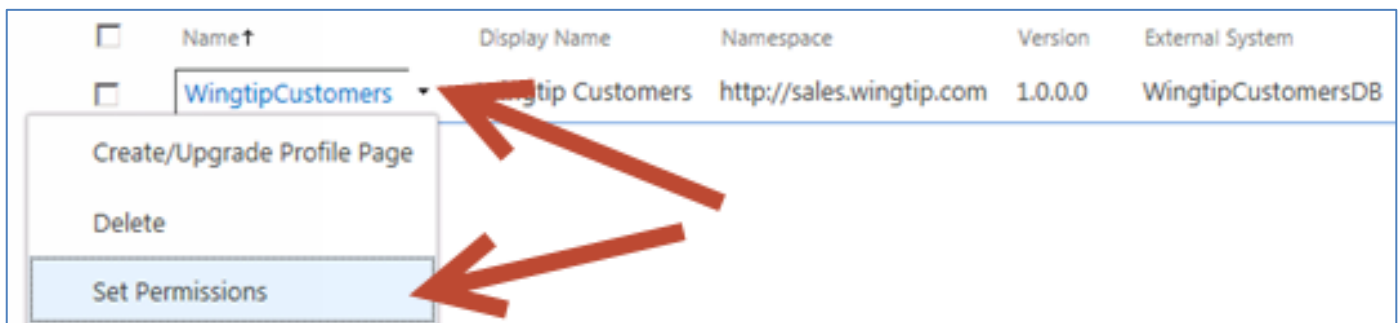 Name↑ Display Name Namespace Version External System
WingtipCustomers tip Customers http://sales.wingtip.com 1.0.0.0 WingtipCustomersDB
Create/Upgrade Profile Page
Delete
Set Permissions